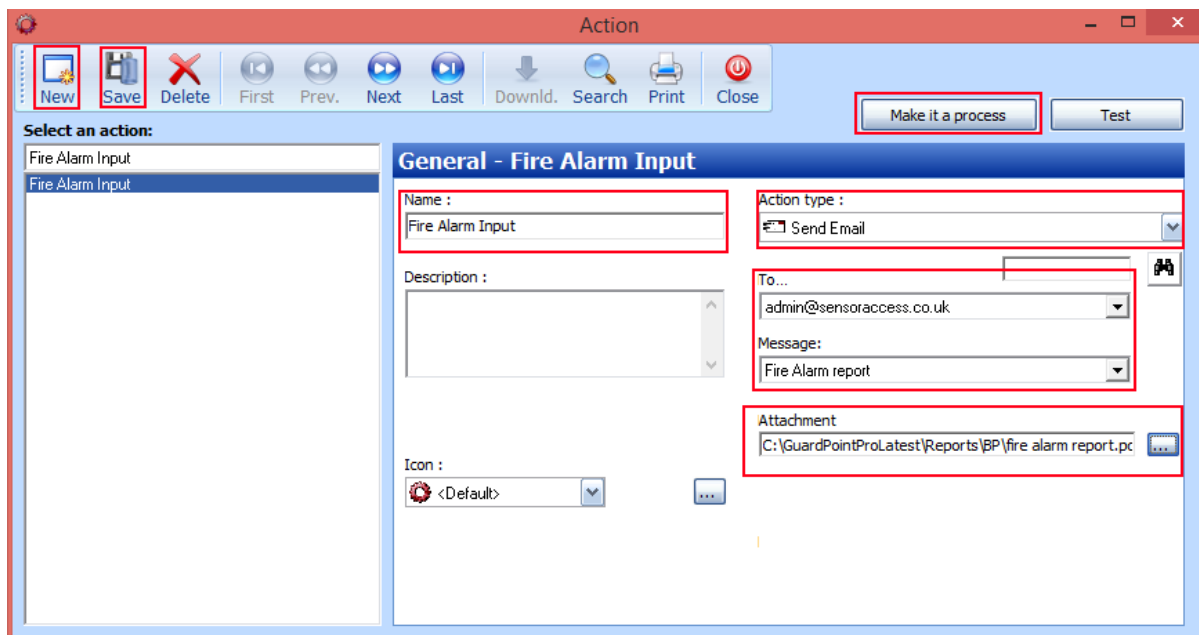 Action
New Save Delete First Prev. Next Last Downld. Search Print Close
Make it a process Test
Select an action:
Fire Alarm Input
Fire Alarm Input
General - Fire Alarm Input
Name :
Fire Alarm Input
Action type :
Send Email
Description :
To...
admin@sensoraccess.co.uk
Message:
Fire Alarm report
Attachment
C:\GuardPointProLatest\Reports\BP\fire alarm report.pc
...
Icon :
<Default>
...